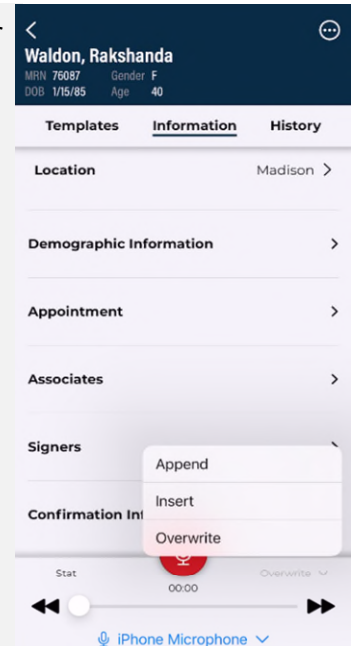 Waldon, Rakshanda
MRN 76087 Gender F
DOB 1/15/85 Age 40
Templates Information History
Location Madison
Demographic Information
Appointment
Associates
Signers
Append
Insert
Confirmation Inf
Overwrite
Stat Overwrite
00:00
iPhone Microphone